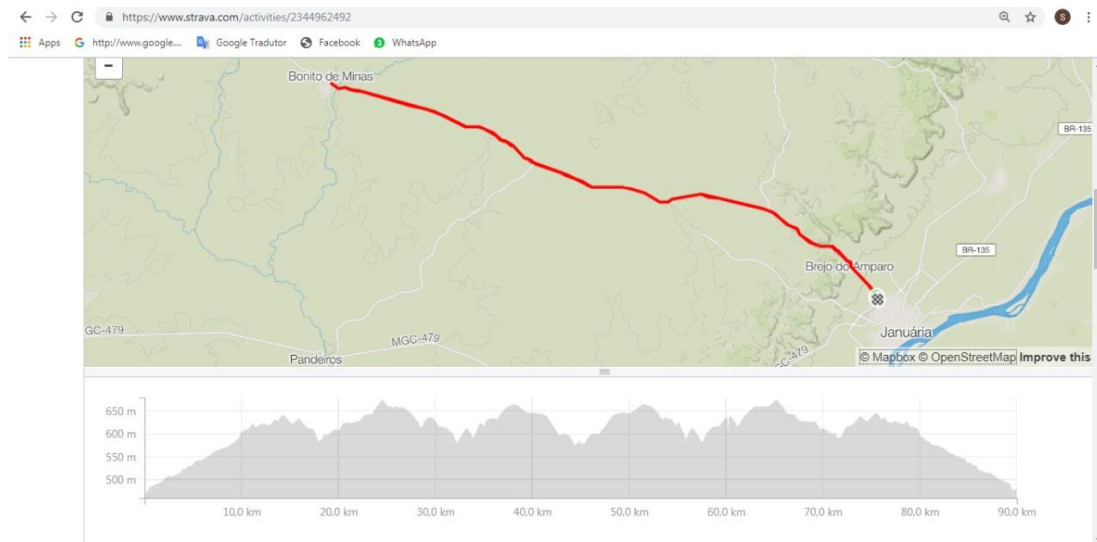 https://www.strava.com/activities/2344962492
S
Apps
http://www.google....
Google Tradutor
Facebook
WhatsApp
−
Bonito de Minas
BR-135
BR-135
Brejo do Amparo
Januária
GC-479
MGC-479
-479
Pandeiros
© Mapbox © OpenStreetMap Improve this
650 m
600 m
550 m
500 m
10,0 km 20,0 km 30,0 km 40,0 km 50,0 km 60,0 km 70,0 km 80,0 km 90,0 km